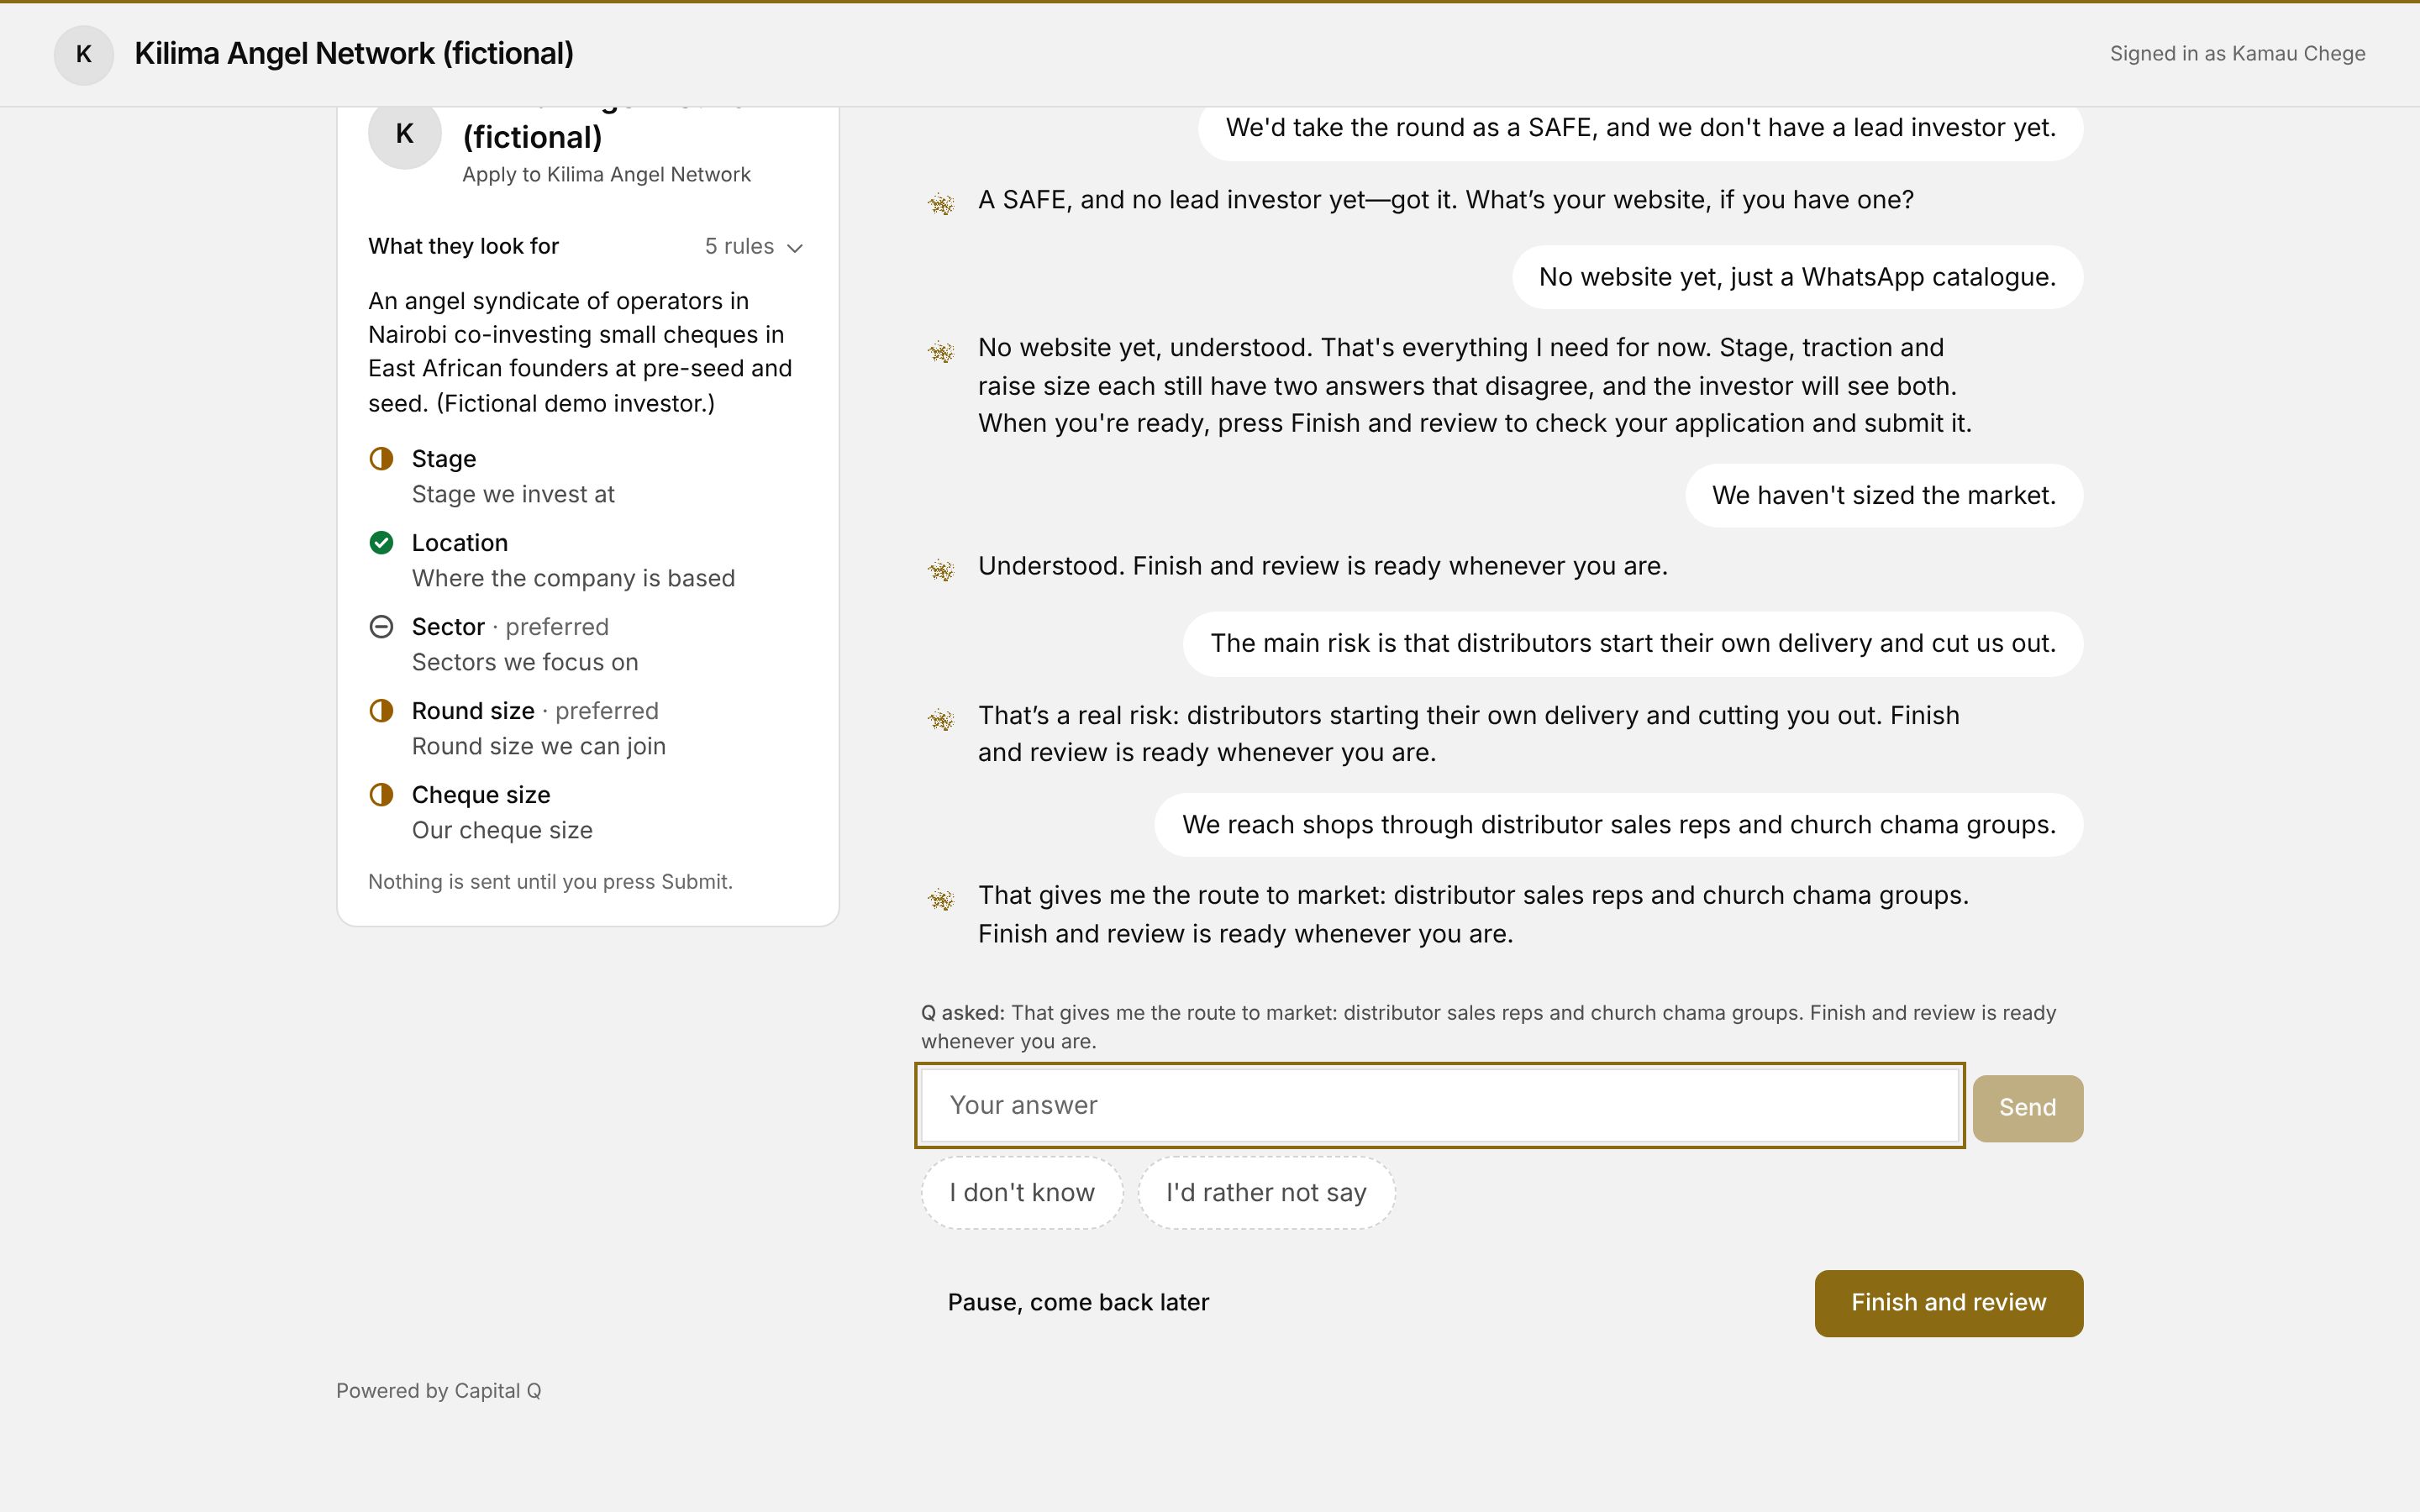 K
Kilima Angel Network (fictional)
Signed in as Kamau Chege
K
(fictional)
Apply to Kilima Angel Network
What they look for
5 rules
An angel syndicate of operators in
Nairobi co-investing small cheques in
East African founders at pre-seed and
seed. (Fictional demo investor.)
Stage
Stage we invest at
Location
Where the company is based
Sector · preferred
Sectors we focus on
Round size · preferred
Round size we can join
Cheque size
Our cheque size
Nothing is sent until you press Submit.
We'd take the round as a SAFE, and we don't have a lead investor yet.
A SAFE, and no lead investor yet—got it. What’s your website, if you have one?
No website yet, just a WhatsApp catalogue.
No website yet, understood. That's everything I need for now. Stage, traction and
raise size each still have two answers that disagree, and the investor will see both.
When you're ready, press Finish and review to check your application and submit it.
We haven't sized the market.
Understood. Finish and review is ready whenever you are.
The main risk is that distributors start their own delivery and cut us out.
That’s a real risk: distributors starting their own delivery and cutting you out. Finish
and review is ready whenever you are.
We reach shops through distributor sales reps and church chama groups.
That gives me the route to market: distributor sales reps and church chama groups.
Finish and review is ready whenever you are.
Q asked: That gives me the route to market: distributor sales reps and church chama groups. Finish and review is ready
whenever you are.
Your answer
Send
I don't know
I'd rather not say
Pause, come back later
Finish and review
Powered by Capital Q